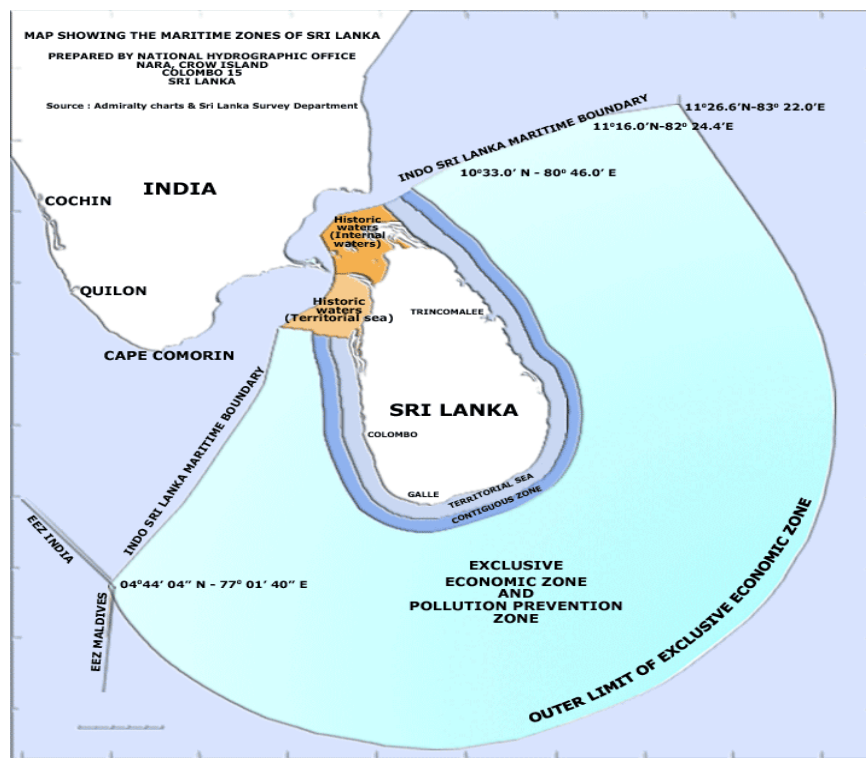 MAP SHOWING THE MARITIME ZONES OF SRI LANKA
PREPARED BY NATIONAL HYDROGRAPHIC OFFICE
NARA, CROW ISLAND
COLOMBO 15
SRI LANKA
Source : Admiralty charts & Sri Lanka Survey Department
INDO SRI LANKA MARITIME BOUNDARY
11º26.6'N-83º 22.0'E
11º16.0'N-82º 24.4'E
10º33.0' N - 80º 46.0' E
INDIA
COCHIN
QUILON
CAPE COMORIN
Historic
waters
(Internal
waters)
Historic
waters
(Territorial sea)
TRINCOMALEE
SRI LANKA
COLOMBO
GALLE
TERRITORIAL SEA
CONTIGUOUS ZONE
INDO SRI LANKA MARITIME BOUNDARY
EEZ INDIA
04º44' 04" N - 77º 01' 40" E
EEZ MALDIVES
EXCLUSIVE
ECONOMIC ZONE
AND
POLLUTION PREVENTION
ZONE
OUTER LIMIT OF EXCLUSIVE ECONOMIC ZONE